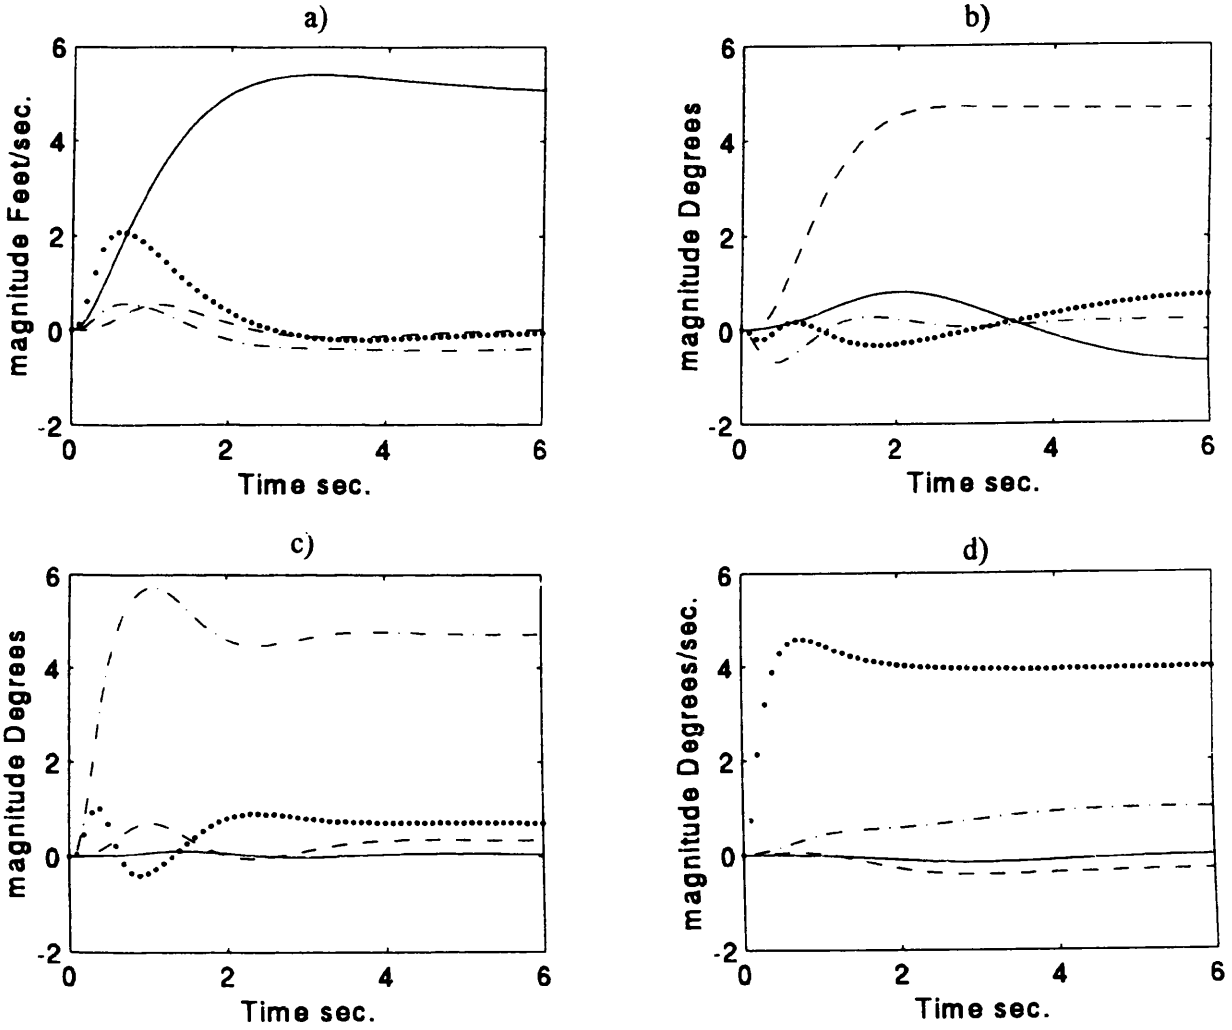 a)
6
4
2
0
-2
0 2 4 6
magnitude Feet/sec.
Time sec.
b)
6
4
2
0
-2
0 2 4 6
magnitude Degrees
Time sec.
c)
6
4
2
0
-2
0 2 4 6
magnitude Degrees
Time sec.
d)
6
4
2
0
-2
0 2 4 6
magnitude Degrees/sec.
Time sec.